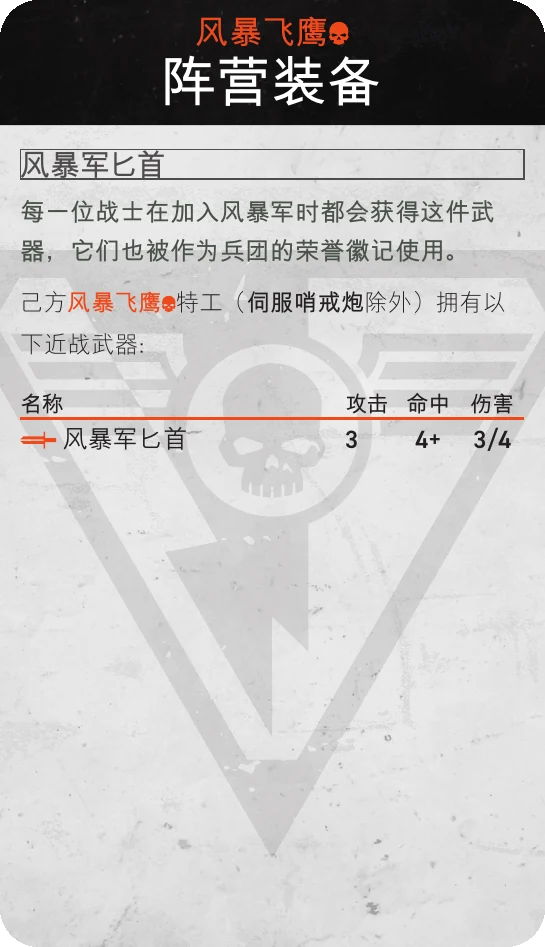 风暴飞鹰
阵营装备
风暴军匕首
每一位战士在加入风暴军时都会获得这件武
器，它们也被作为兵团的荣誉徽记使用。
己方风暴飞鹰特工（伺服哨戒炮除外）拥有以
下近战武器:
名称 攻击 命中 伤害
风暴军匕首 3 4+ 3/4